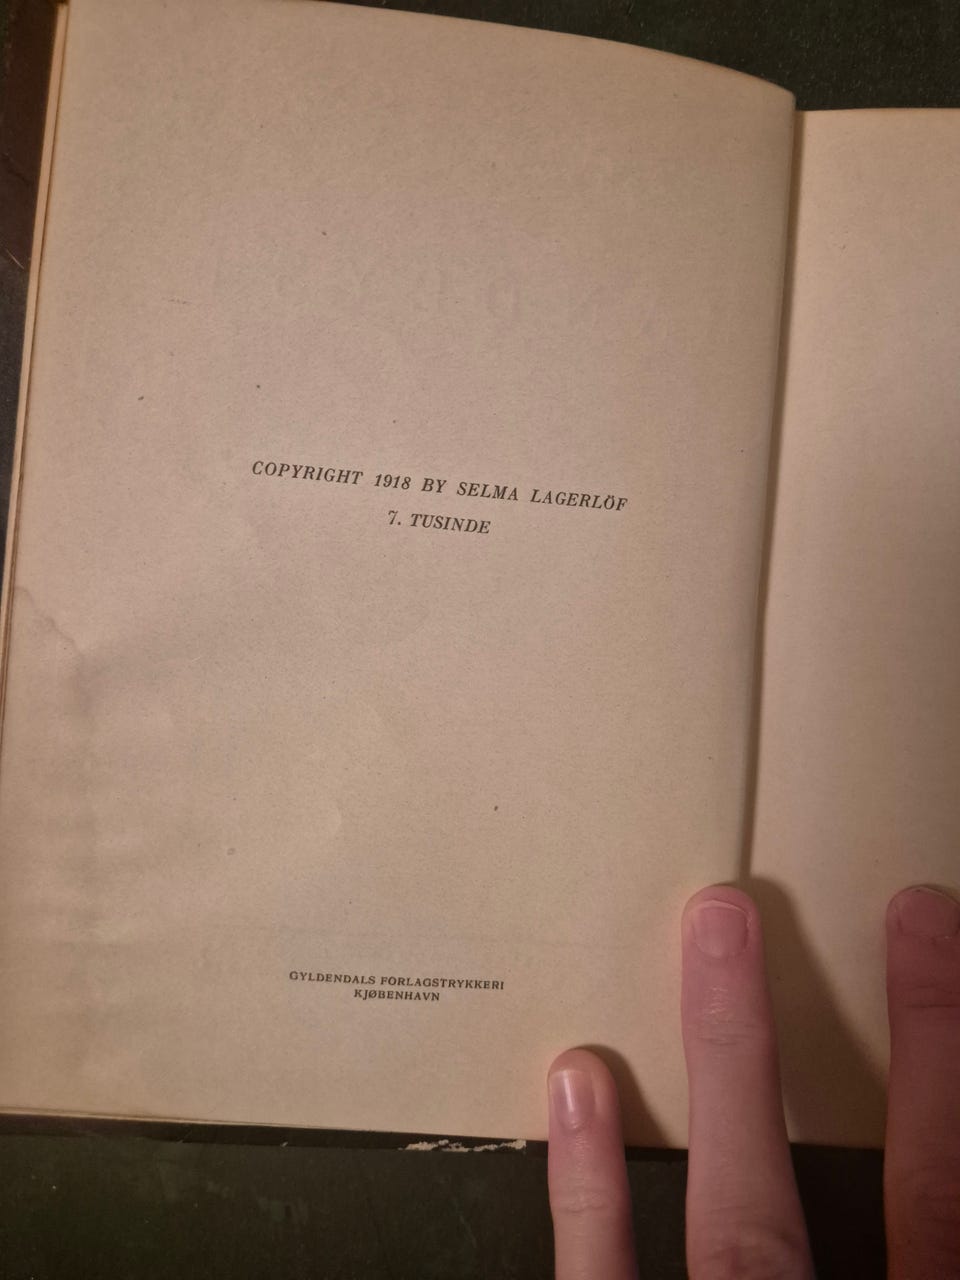 COPYRIGHT 1918 BY SELMA LAGERLÖF
7. TUSINDE
GYLDENDALS FORLAGSTRYKKERI
KJØBENHAVN